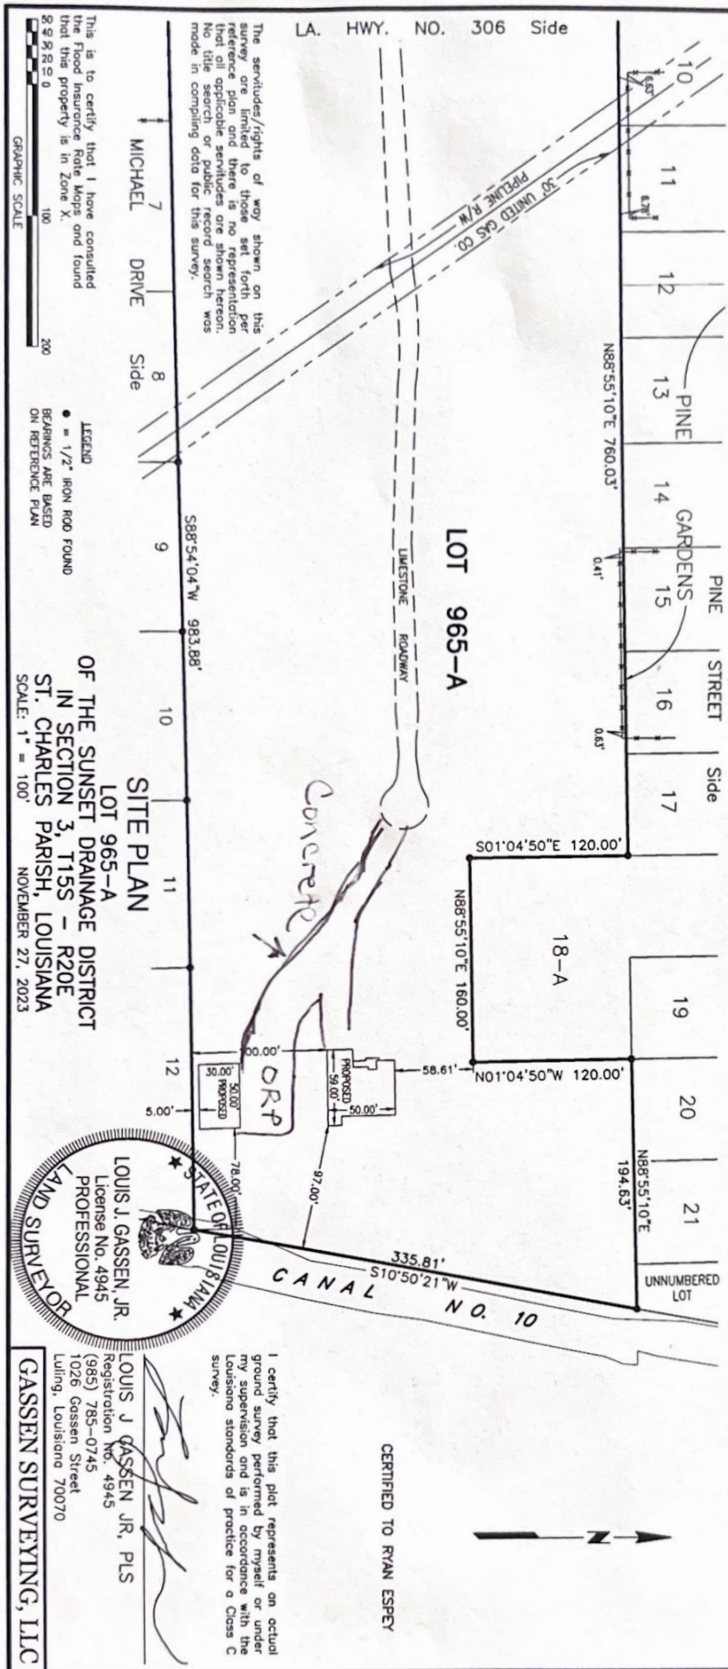 LA. HWY. NO. 306 Side
10
11
12
13
14
15
16
17
19
20
21
UNNUMBERED
LOT
PINE GARDENS
PINE STREET Side
6.63'
6.78'
0.41'
0.63'
30' UNITED GAS CO.
PIPELINE R/W
N88°55'10"E 760.03'
S01°04'50"E 120.00'
18-A
N88°55'10"E 160.00'
N01°04'50"W 120.00'
N88°55'10"E
194.63'
LOT 965-A
LIMESTONE ROADWAY
Concrete
58.61'
PROPOSED
59.00'
50.00'
100.00'
ORP
30.00'
50.00'
PROPOSED
5.00'
78.00'
97.00'
335.81'
S10°50'21"W
CANAL NO. 10
S88°54'04"W 983.88'
7
8
9
10
11
12
MICHAEL DRIVE Side
The servitudes/rights of way shown on this
survey are limited to those set forth per
reference plan and there is no representation
that all applicable servitudes are shown hereon.
No title search or public record search was
made in compiling data for this survey.
This is to certify that I have consulted
the Flood Insurance Rate Maps and found
that this property is in Zone X.
50 40 30 20 10 0 100 200
GRAPHIC SCALE
LEGEND
● = 1/2" IRON ROD FOUND
BEARINGS ARE BASED
ON REFERENCE PLAN
SITE PLAN
LOT 965-A
OF THE SUNSET DRAINAGE DISTRICT
IN SECTION 3, T15S - R20E
ST. CHARLES PARISH, LOUISIANA
SCALE: 1" = 100' NOVEMBER 27, 2023
STATE OF LOUISIANA
LOUIS J. GASSEN, JR.
License No. 4945
PROFESSIONAL
LAND SURVEYOR
N
CERTIFIED TO RYAN ESPEY
I certify that this plat represents an actual
ground survey performed by myself or under
my supervision and is in accordance with the
Louisiana standards of practice for a Class C
survey.
LOUIS J GASSEN JR, PLS
Registration No. 4945
(985) 785-0745
1026 Gassen Street
Luling, Louisiana 70070
GASSEN SURVEYING, LLC